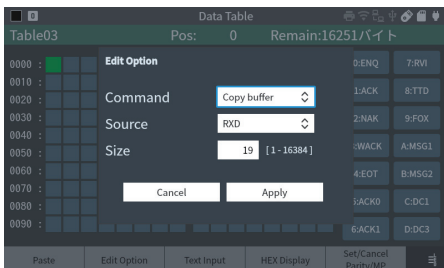 0 Data Table
Table03 Pos: 0 Remain:16251バイト
0000 : Edit Option 0:ENQ 7:RVI
0010 :
0020 : Command Copy buffer 1:ACK 8:TTD
0030 : Source RXD 2:NAK 9:FOX
0040 :
0050 : Size 19 [1-16384] :WACK A:MSG1
0060 : 4:EOT B:MSG2
0070 :
0080 : Cancel Apply :ACK0 C:DC1
0090 : 6:ACK1 D:DC3
Paste Edit Option Text Input HEX Display Set/Cancel
Parity/MP